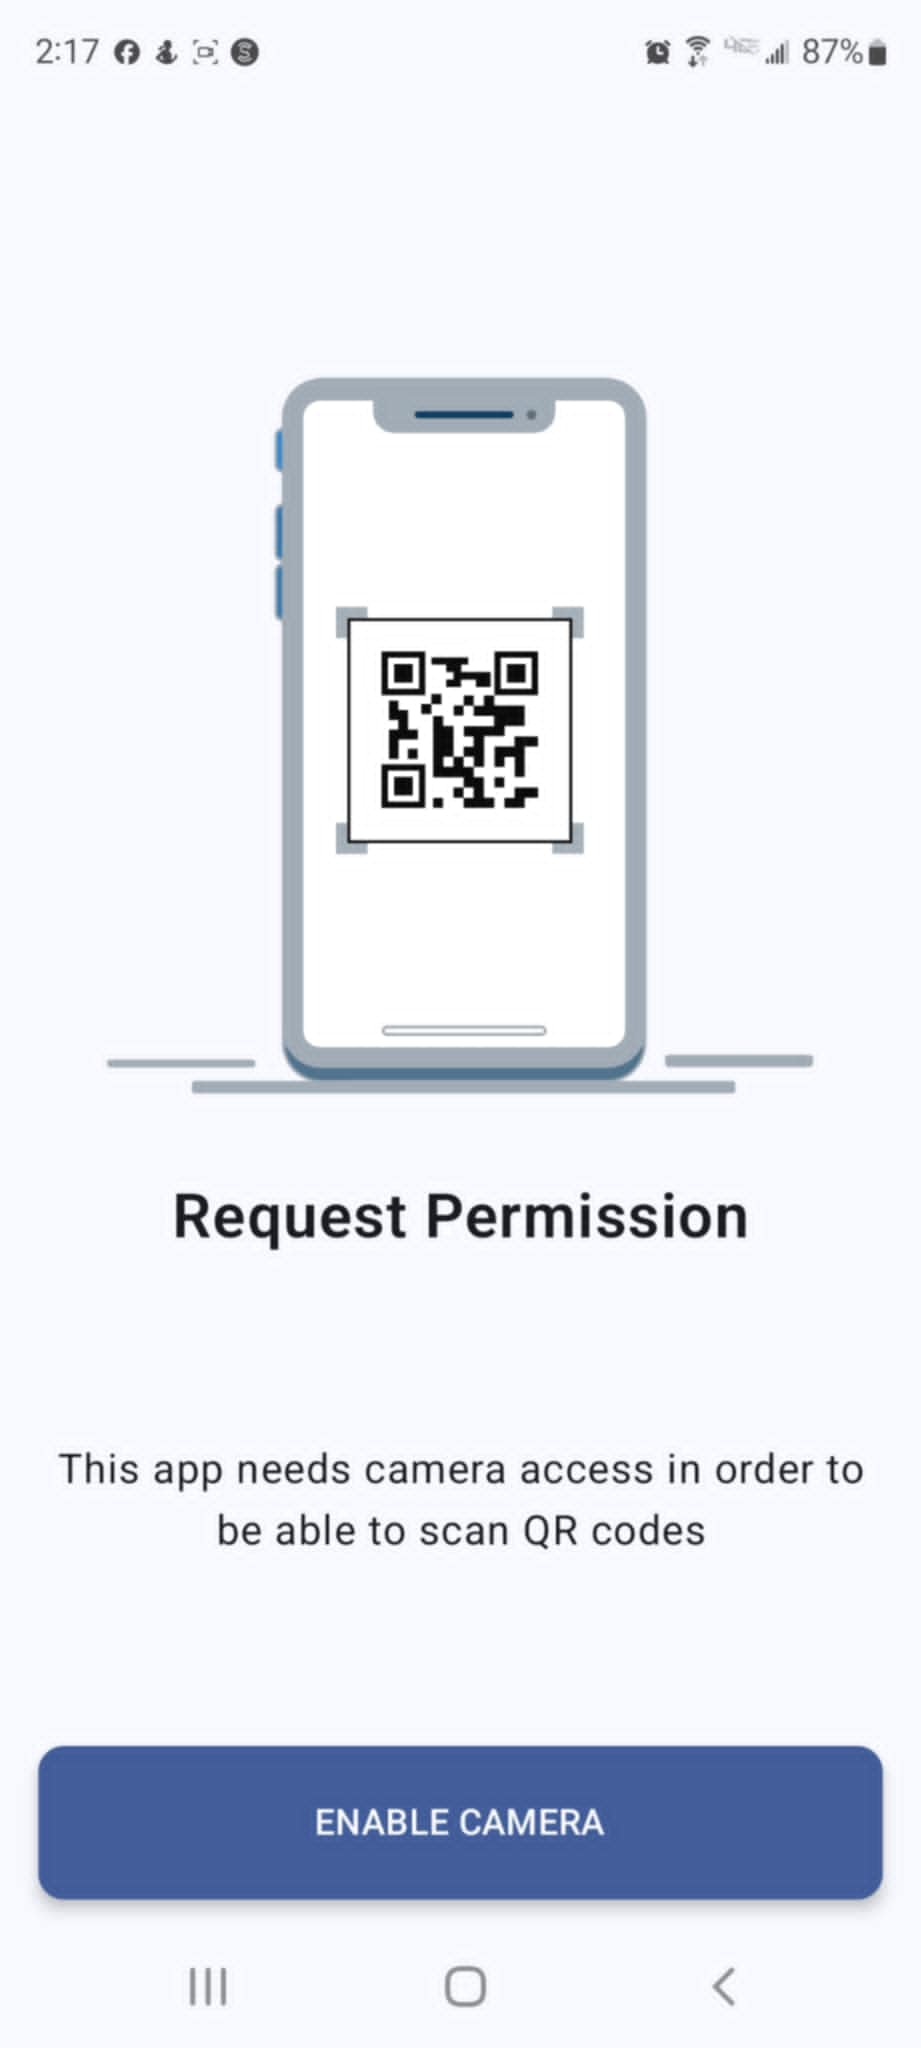 2:17
87%
Request Permission
This app needs camera access in order to
be able to scan QR codes
ENABLE CAMERA